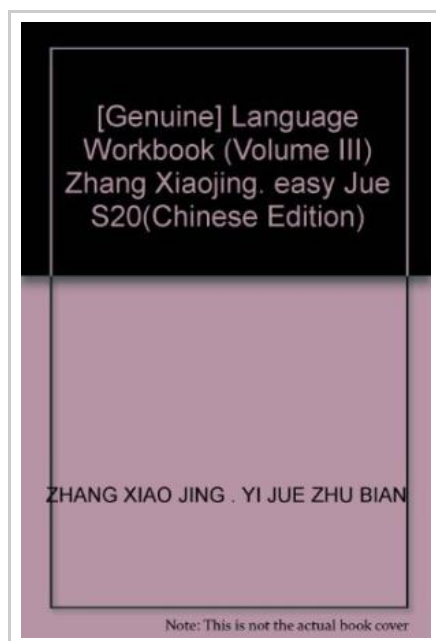 [Genuine] Language
Workbook (Volume III)
Zhang Xiaojing. easy Jue
S20(Chinese Edition)
ZHANG XIAO JING . YI JUE ZHU BIAN
Note: This is not the actual book cover